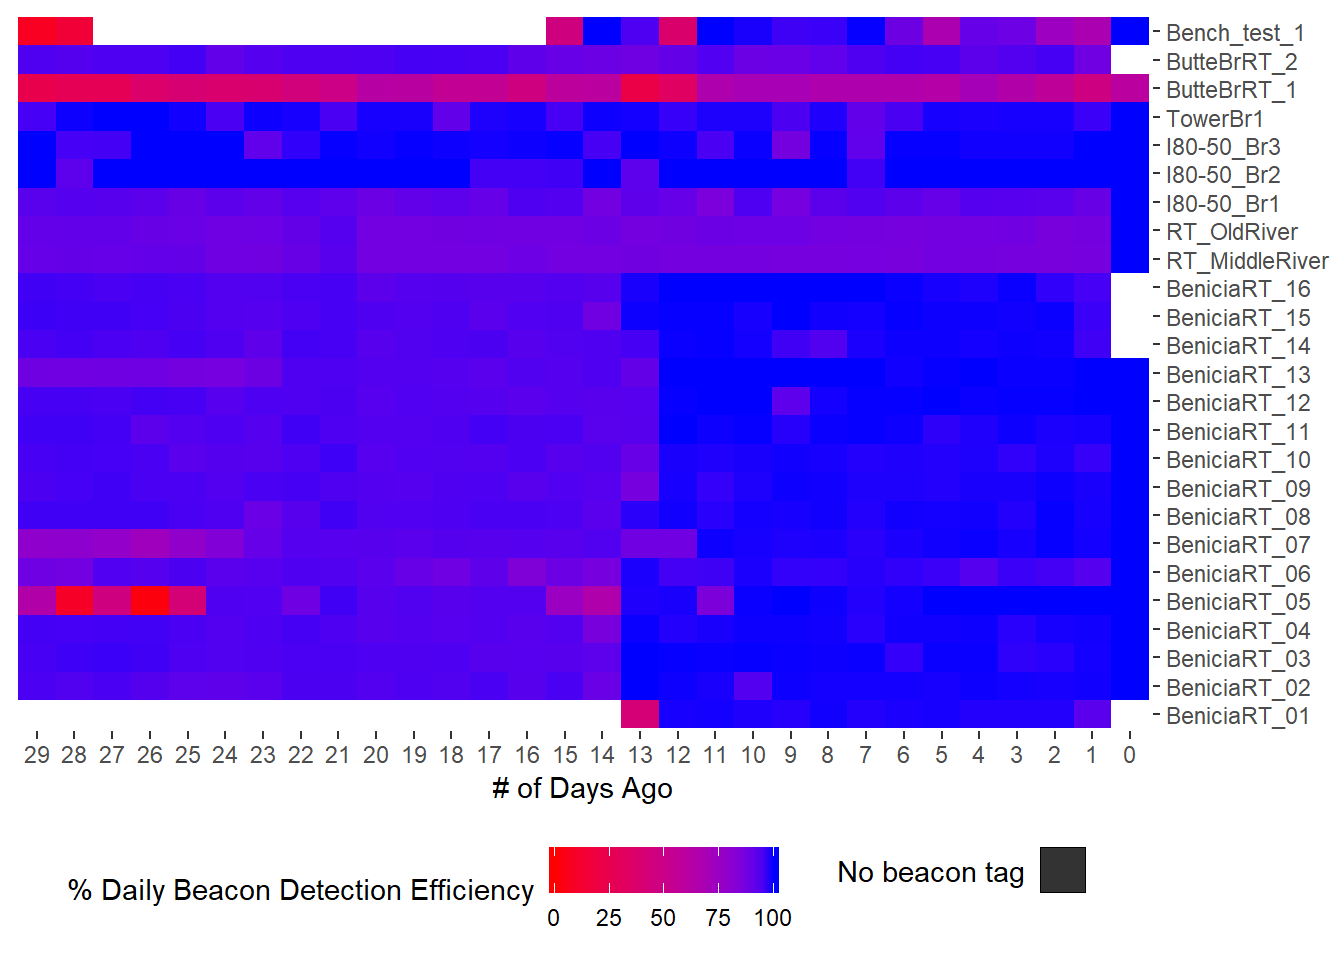 Bench_test_1
ButteBrRT_2
ButteBrRT_1
TowerBr1
I80-50_Br3
I80-50_Br2
I80-50_Br1
RT_OldRiver
RT_MiddleRiver
BeniciaRT_16
BeniciaRT_15
BeniciaRT_14
BeniciaRT_13
BeniciaRT_12
BeniciaRT_11
BeniciaRT_10
BeniciaRT_09
BeniciaRT_08
BeniciaRT_07
BeniciaRT_06
BeniciaRT_05
BeniciaRT_04
BeniciaRT_03
BeniciaRT_02
BeniciaRT_01
29 28 27 26 25 24 23 22 21 20 19 18 17 16 15 14 13 12 11 10 9 8 7 6 5 4 3 2 1 0
# of Days Ago
% Daily Beacon Detection Efficiency
0 25 50 75 100
No beacon tag